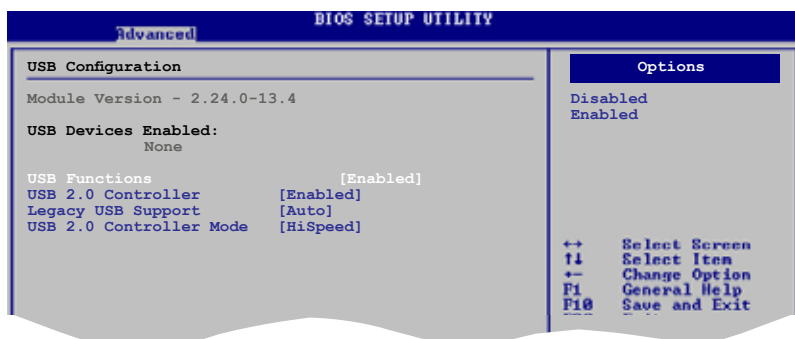 BIOS SETUP UTILITY
Advanced
USB Configuration
Module Version - 2.24.0-13.4
USB Devices Enabled:
None
USB Functions [Enabled]
USB 2.0 Controller [Enabled]
Legacy USB Support [Auto]
USB 2.0 Controller Mode [HiSpeed]
Options
Disabled
Enabled
↔ Select Screen
↑↓ Select Item
+- Change Option
F1 General Help
F10 Save and Exit